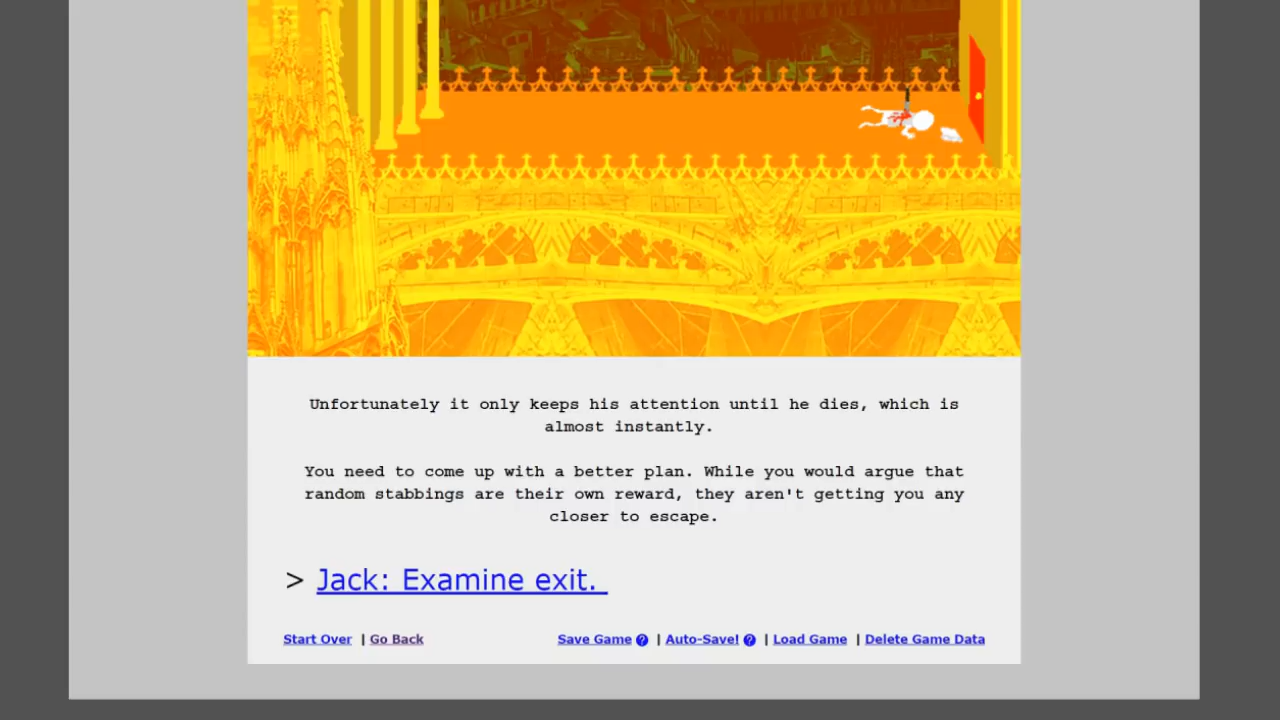 Unfortunately it only keeps his attention until he dies, which is
almost instantly.
You need to come up with a better plan. While you would argue that
random stabbings are their own reward, they aren't getting you any
closer to escape.
> Jack: Examine exit.
Start Over | Go Back Save Game ? | Auto-Save! ? | Load Game | Delete Game Data